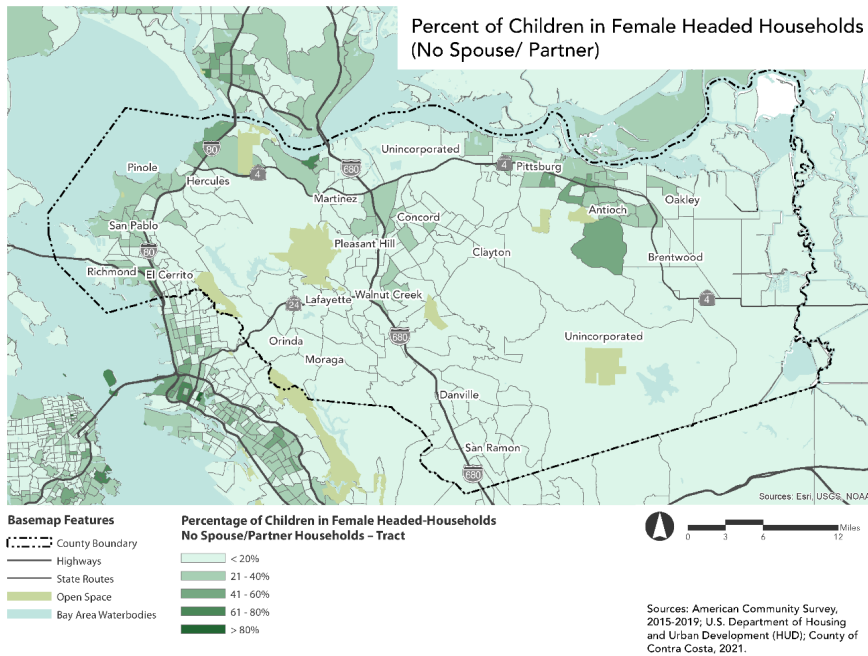 Percent of Children in Female Headed Households
(No Spouse/ Partner)
80
Unincorporated
Pinole
680
4
Pittsburg
4
Hercules
Martinez
Oakley
San Pablo
Concord
Antioch
80
Pleasant Hill
Clayton
Brentwood
Richmond
El Cerrito
24
Lafayette
Walnut Creek
4
680
Orinda
Unincorporated
Moraga
Danville
San Ramon
680
Sources: Esri, USGS, NOAA
Basemap Features
County Boundary
Highways
State Routes
Open Space
Bay Area Waterbodies
Percentage of Children in Female Headed-Households
No Spouse/Partner Households – Tract
< 20%
21 - 40%
41 - 60%
61 - 80%
> 80%
0 3 6 12 Miles
Sources: American Community Survey,
2015-2019; U.S. Department of Housing
and Urban Development (HUD); County of
Contra Costa, 2021.